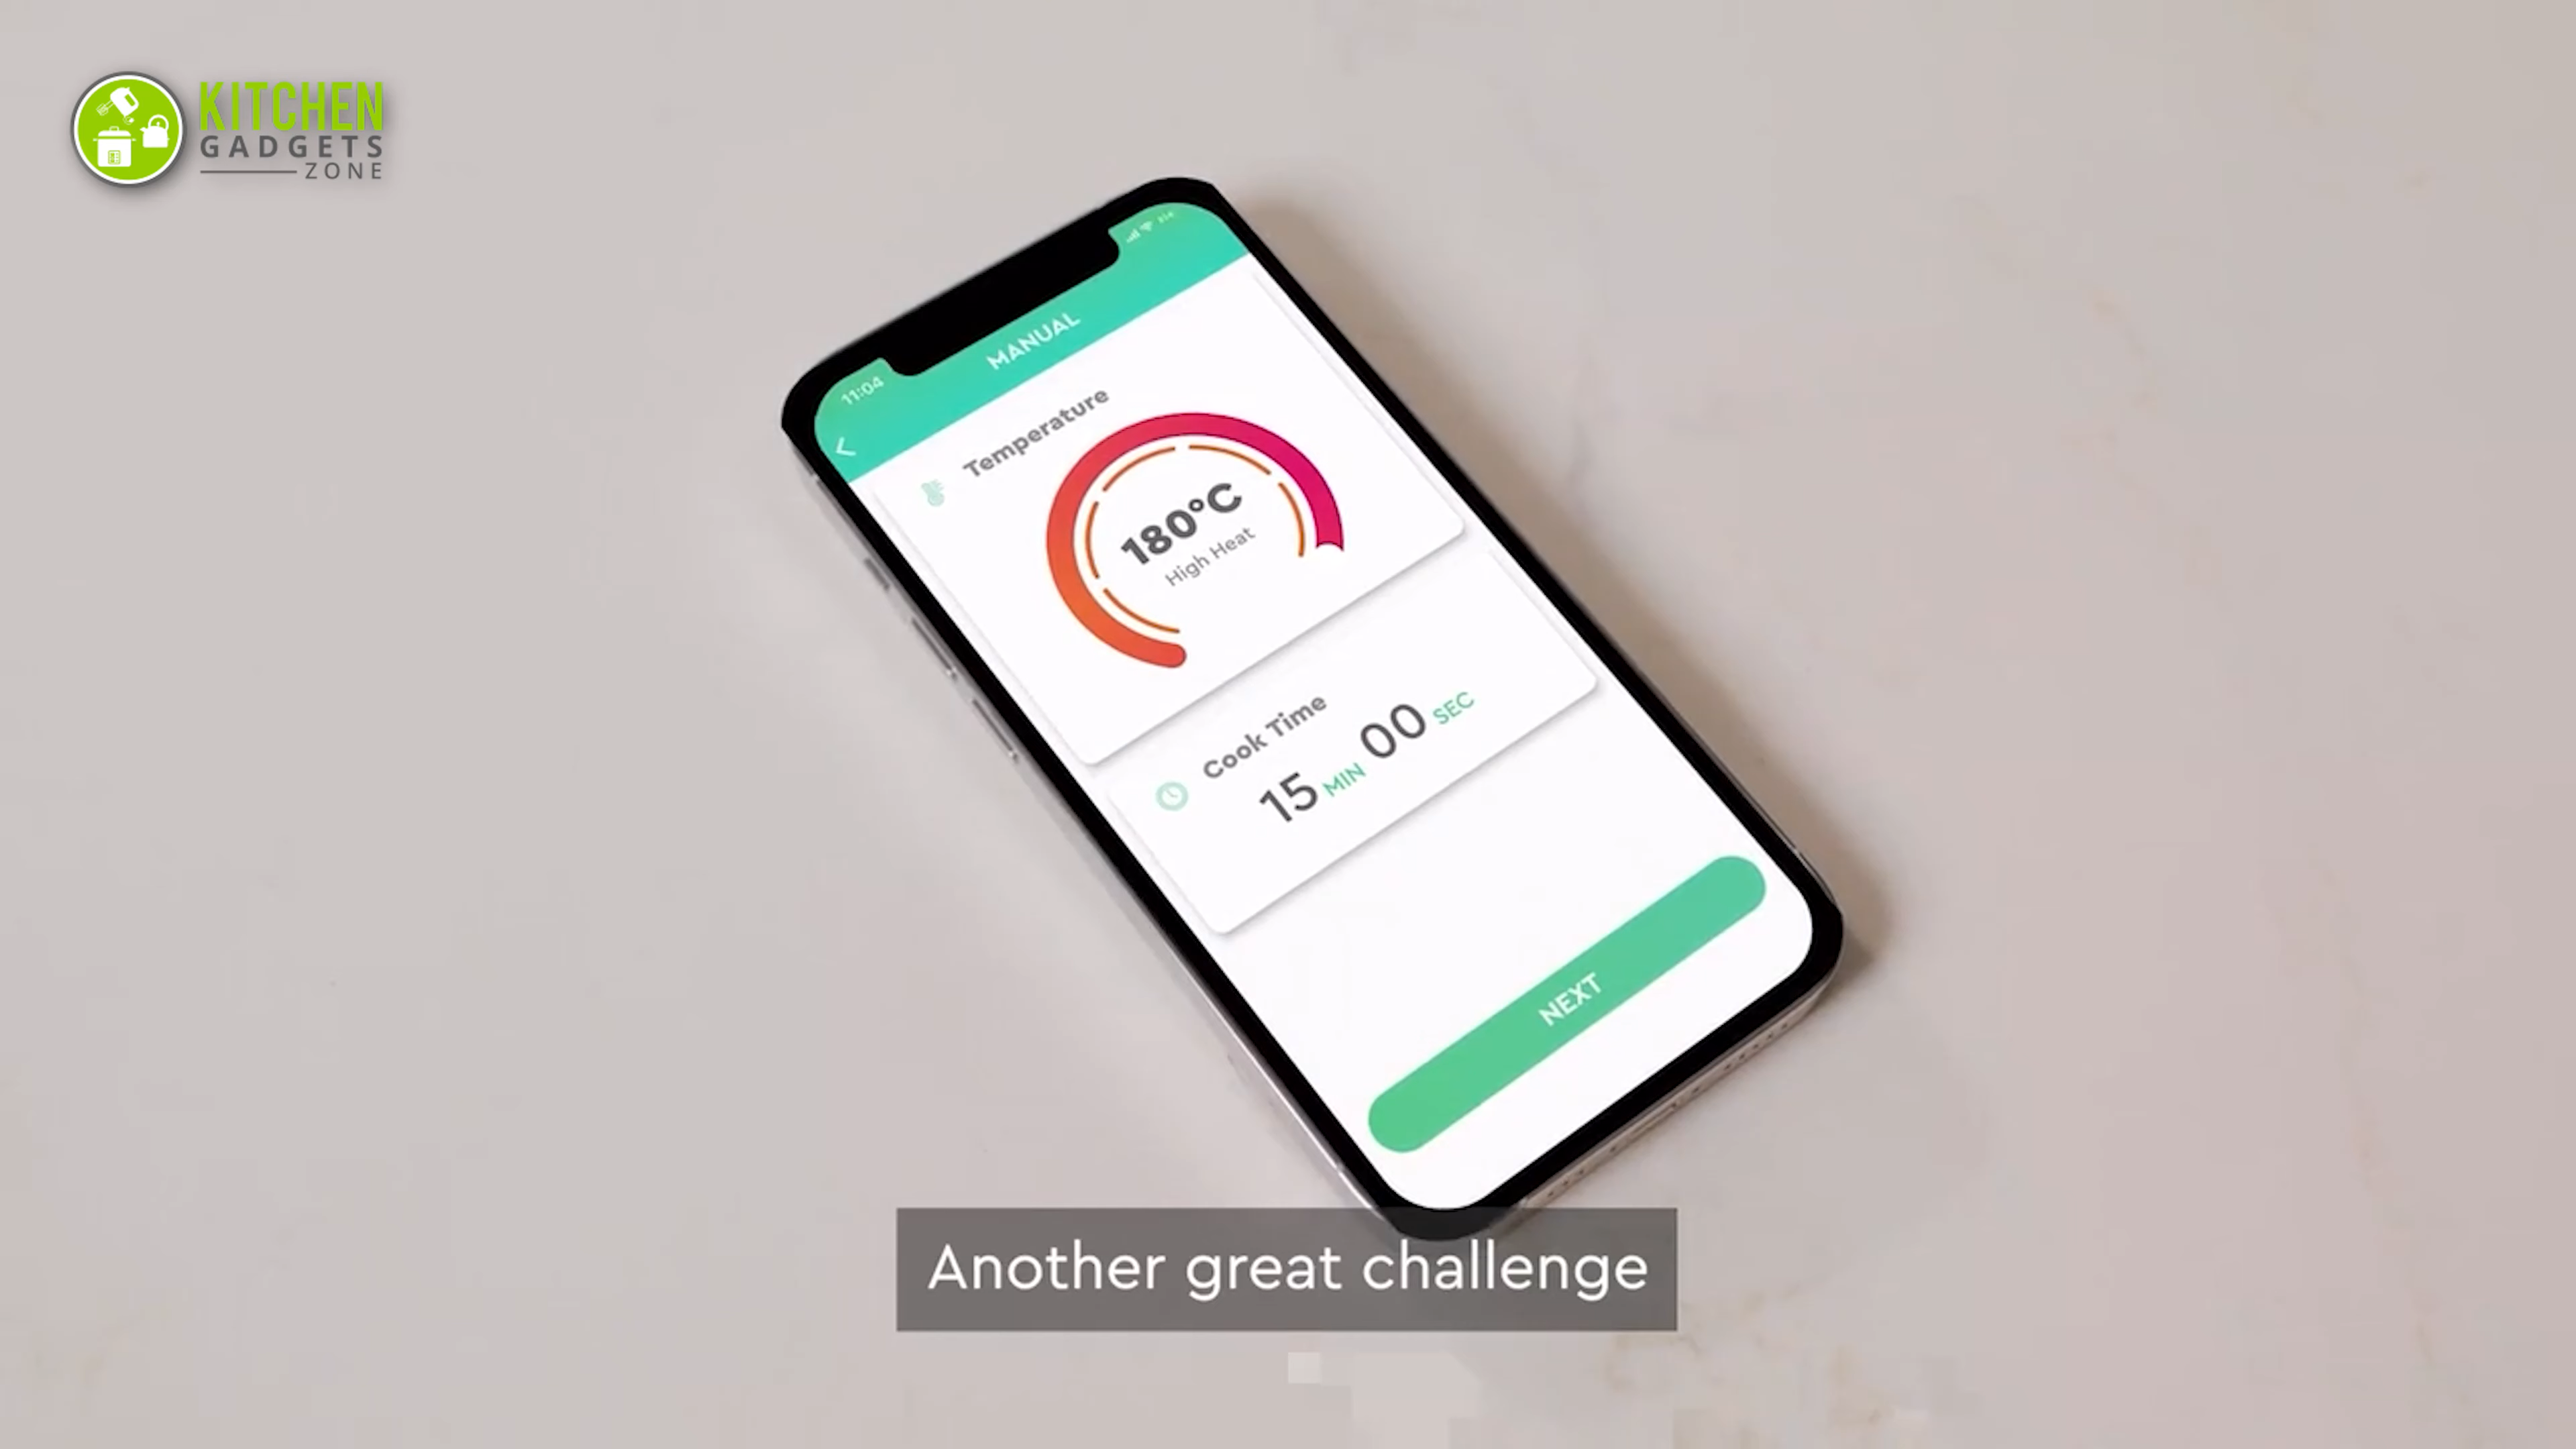 KITCHEN
GADGETS
ZONE
11:04
MANUAL
Temperature
180°C
High Heat
Cook Time
15 MIN 00 SEC
NEXT
Another great challenge